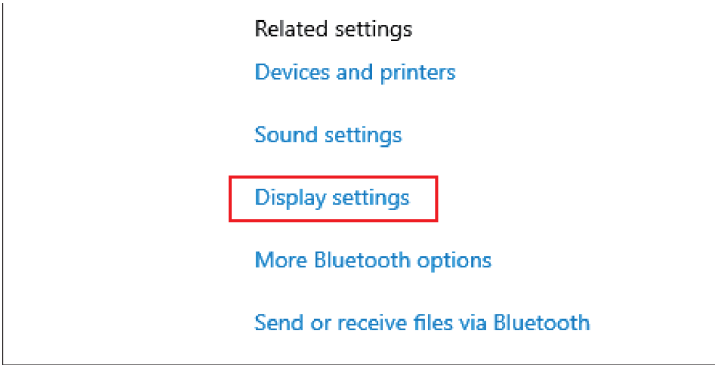 Related settings
Devices and printers
Sound settings
Display settings
More Bluetooth options
Send or receive files via Bluetooth